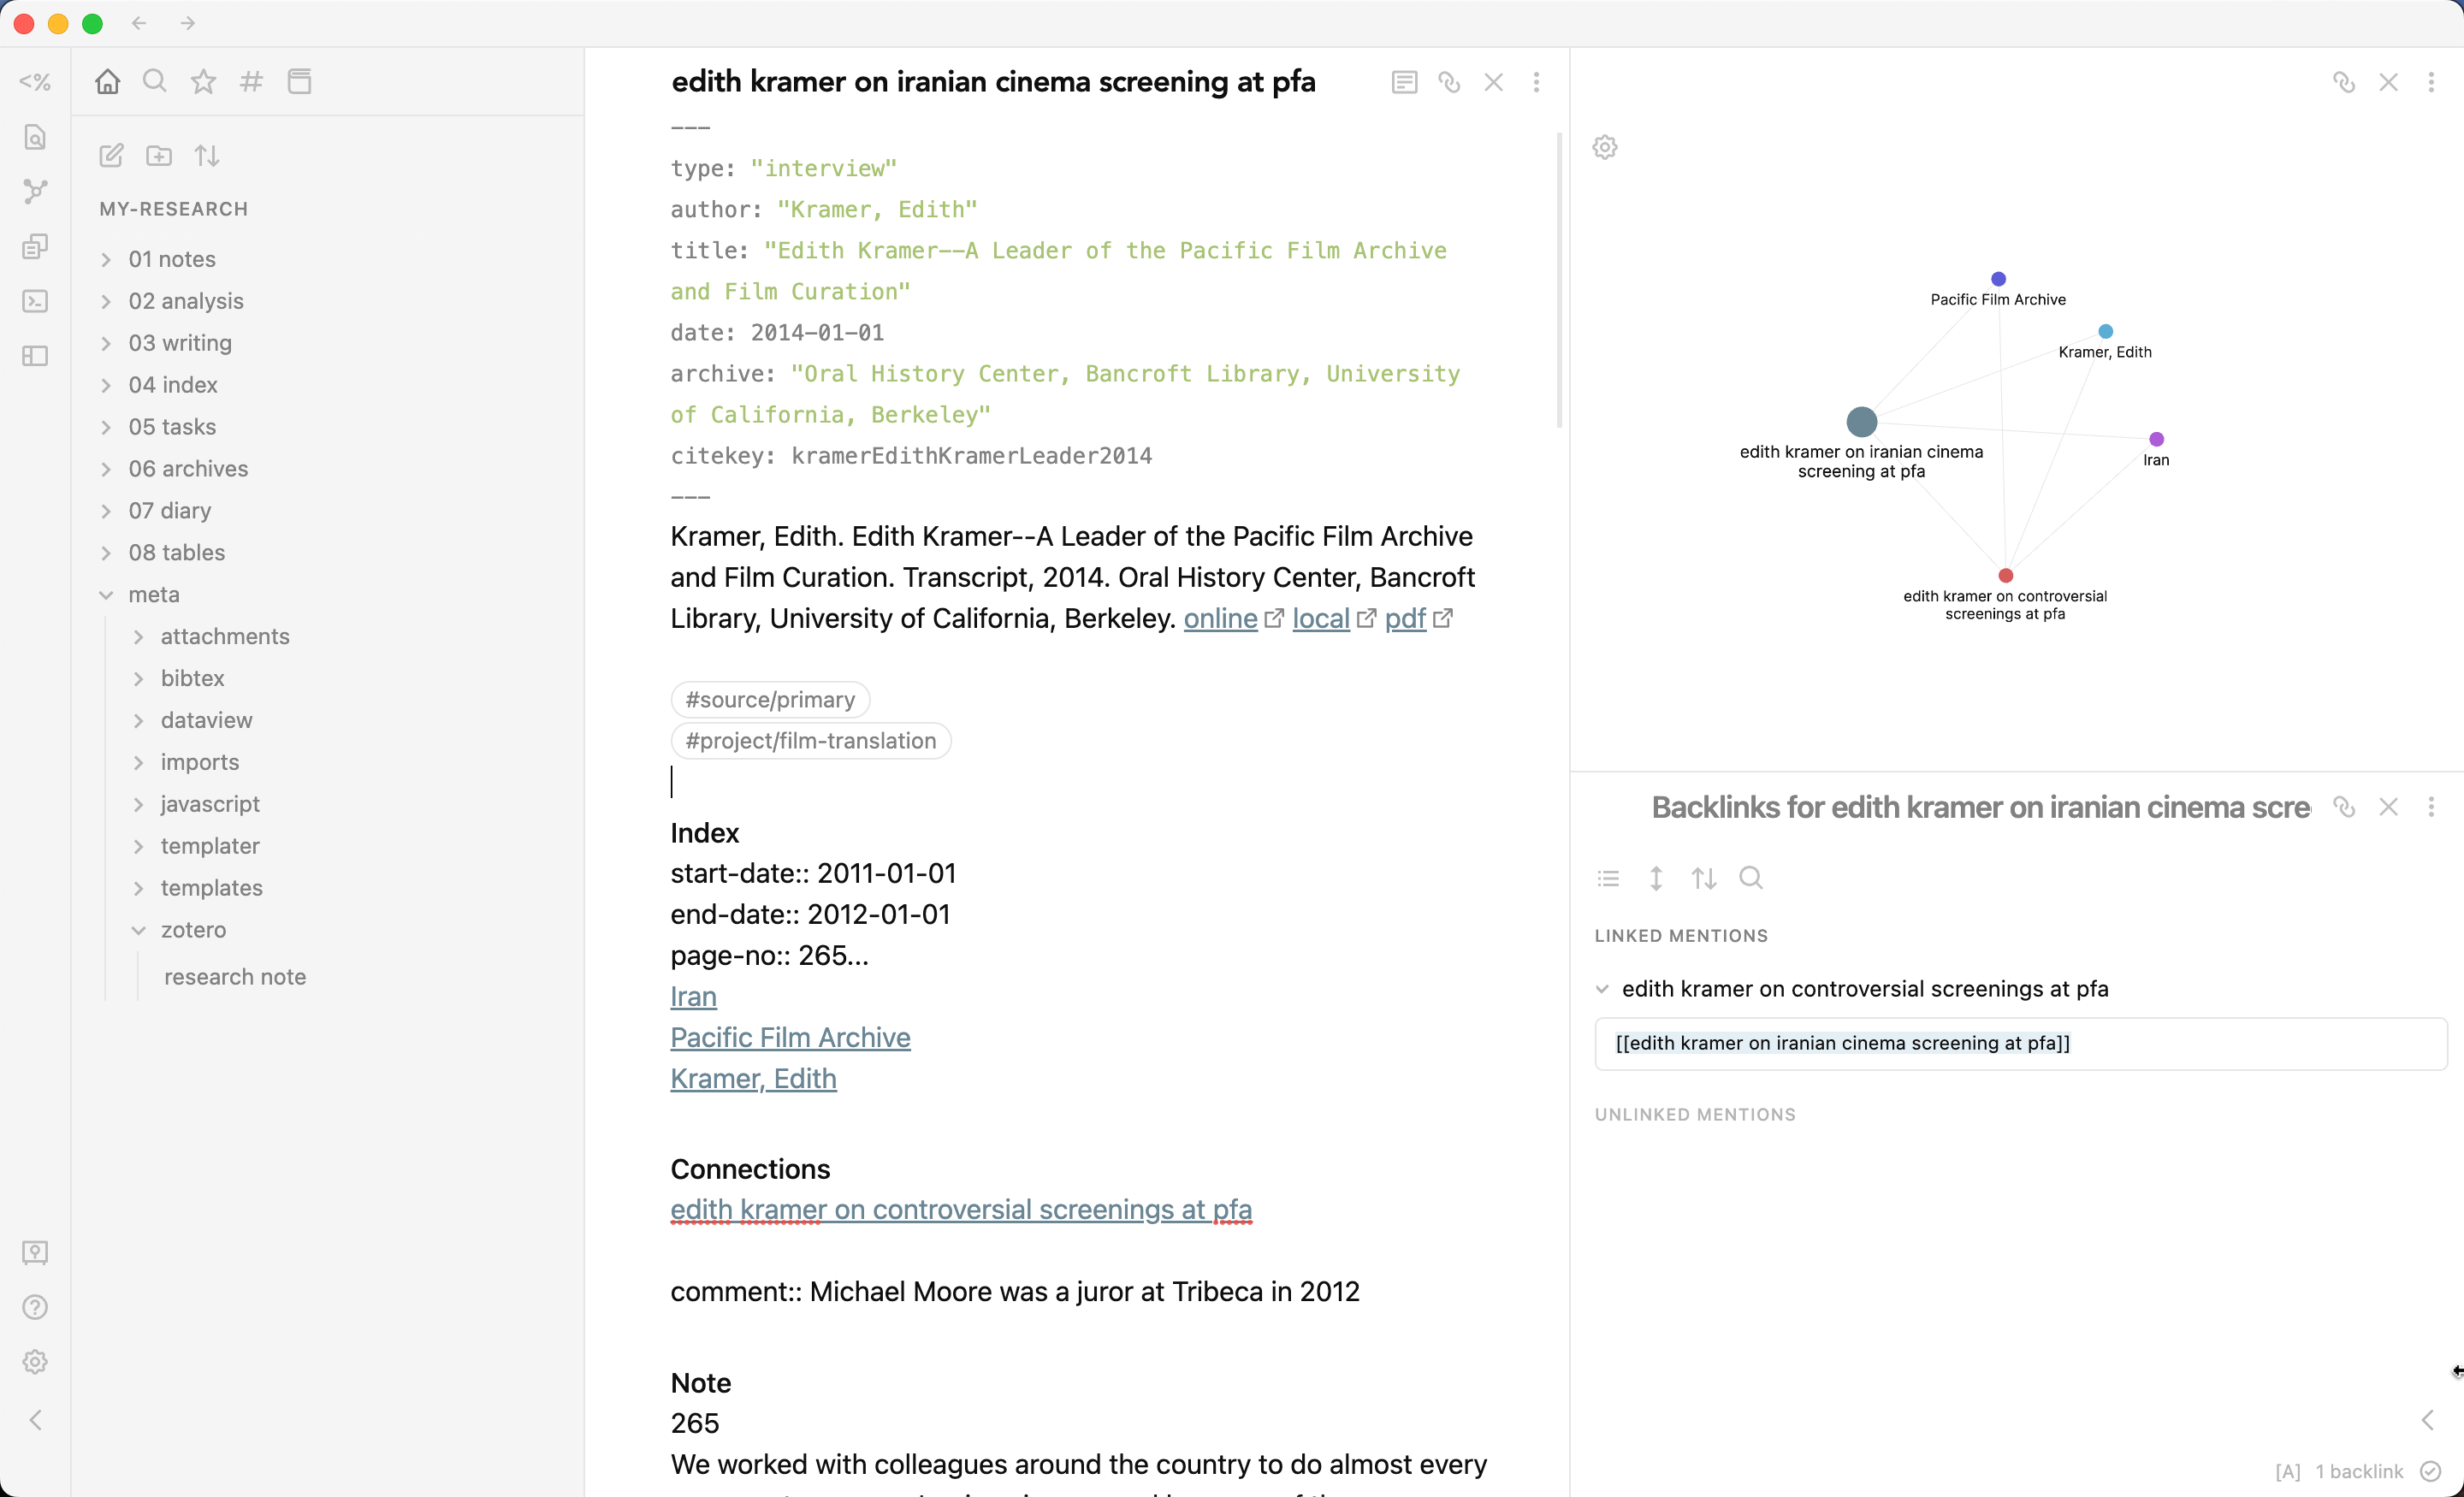 <%
MY-RESEARCH
01 notes
02 analysis
03 writing
04 index
05 tasks
06 archives
07 diary
08 tables
meta
attachments
bibtex
dataview
imports
javascript
templater
templates
zotero
research note
edith kramer on iranian cinema screening at pfa
---
type: "interview"
author: "Kramer, Edith"
title: "Edith Kramer--A Leader of the Pacific Film Archive
and Film Curation"
date: 2014-01-01
archive: "Oral History Center, Bancroft Library, University
of California, Berkeley"
citekey: kramerEdithKramerLeader2014
---
Kramer, Edith. Edith Kramer--A Leader of the Pacific Film Archive
and Film Curation. Transcript, 2014. Oral History Center, Bancroft
Library, University of California, Berkeley. online local pdf
#source/primary
#project/film-translation
Index
start-date:: 2011-01-01
end-date:: 2012-01-01
page-no:: 265...
Iran
Pacific Film Archive
Kramer, Edith
Connections
edith kramer on controversial screenings at pfa
comment:: Michael Moore was a juror at Tribeca in 2012
Note
265
We worked with colleagues around the country to do almost every
Pacific Film Archive
Kramer, Edith
edith kramer on iranian cinema
screening at pfa
Iran
edith kramer on controversial
screenings at pfa
Backlinks for edith kramer on iranian cinema scre
LINKED MENTIONS
edith kramer on controversial screenings at pfa
[[edith kramer on iranian cinema screening at pfa]]
UNLINKED MENTIONS
[A] 1 backlink